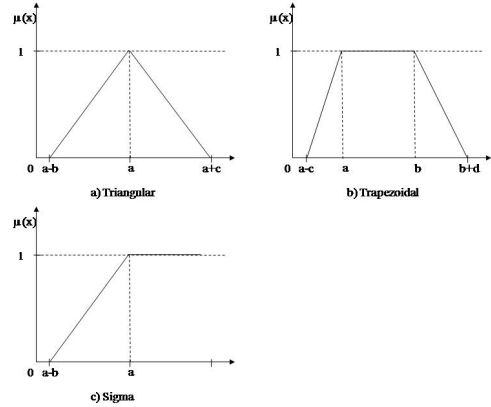 μ(x)
1
0 a-b a a+c
a) Triangular
μ(x)
1
0 a-c a b b+d
b) Trapezoidal
μ(x)
1
0 a-b a
c) Sigma